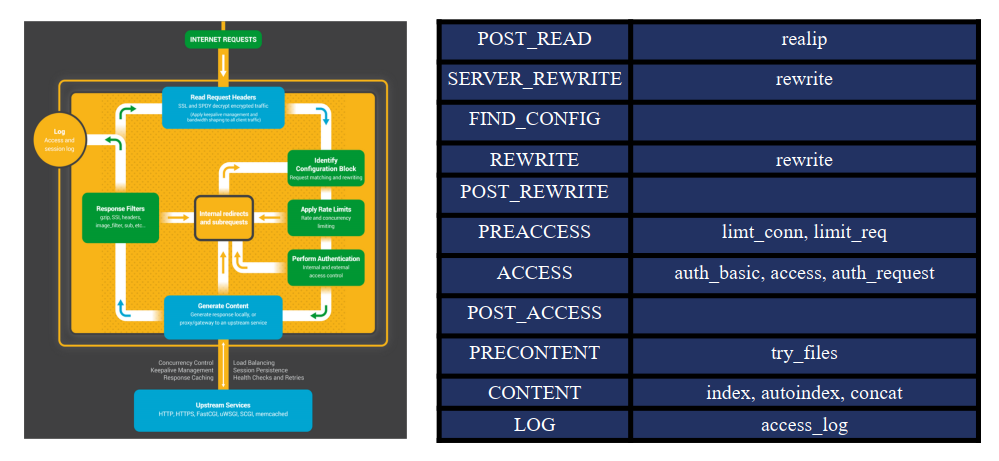 INTERNET REQUESTS
Read Request Headers
SSL and SPDY decrypt encrypted traffic
(Apply keepalive management and
bandwidth shaping to all client traffic)
Log
Access and
session log
Identify
Configuration Block
Request matching and rewriting
Response Filters
gzip, SSI, headers,
image_filter, sub, etc...
Internal redirects
and subrequests
Apply Rate Limits
Rate and concurrency
limiting
Perform Authentication
Internal and external
access control
Generate Content
Generate response locally, or
proxy/gateway to an upstream service
Concurrency Control
Keepalive Management
Response Caching
Load Balancing
Session Persistence
Health Checks and Retries
Upstream Services
HTTP, HTTPS, FastCGI, uWSGI, SCGI, memcached
POST_READ realip
SERVER_REWRITE rewrite
FIND_CONFIG
REWRITE rewrite
POST_REWRITE
PREACCESS limt_conn, limit_req
ACCESS auth_basic, access, auth_request
POST_ACCESS
PRECONTENT try_files
CONTENT index, autoindex, concat
LOG access_log